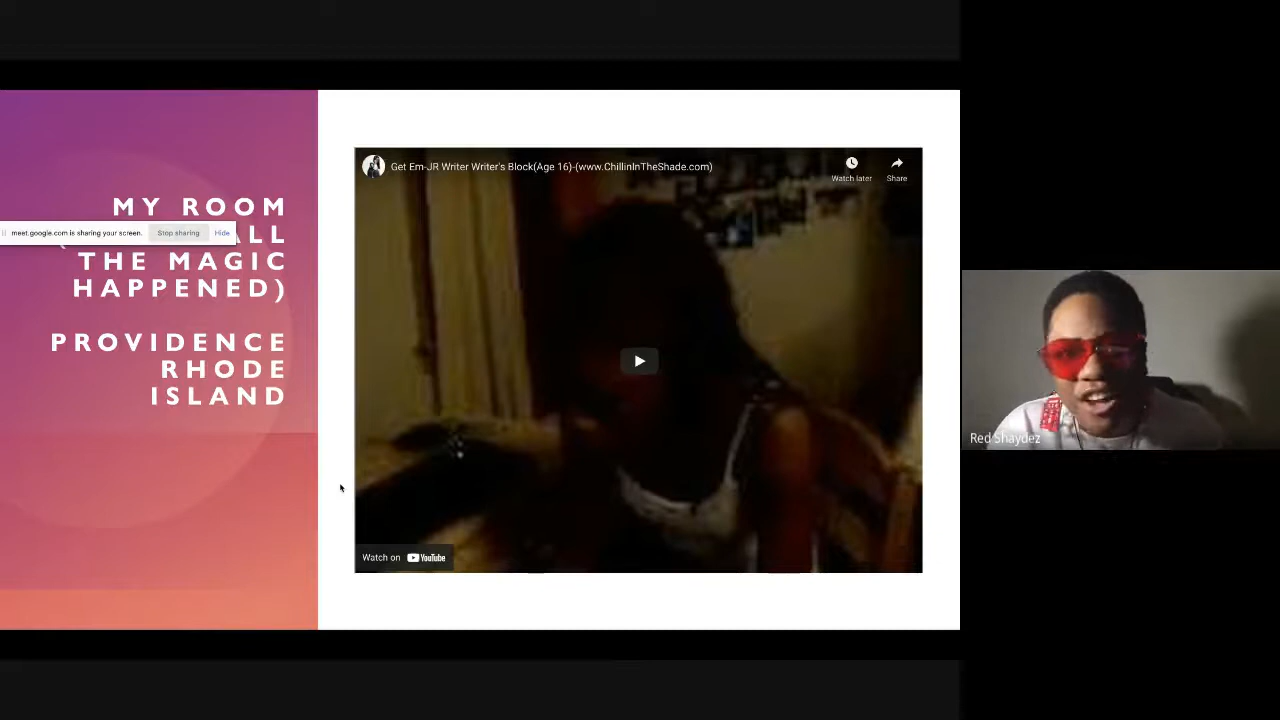 MY ROOM
meet.google.com is sharing your screen. Stop sharing Hide
ALL
THE MAGIC
HAPPENED)
PROVIDENCE
RHODE
ISLAND
Get Em-JR Writer Writer's Block(Age 16)-(www.ChillinInTheShade.com)
Watch later
Share
Watch on YouTube
Red Shaydez